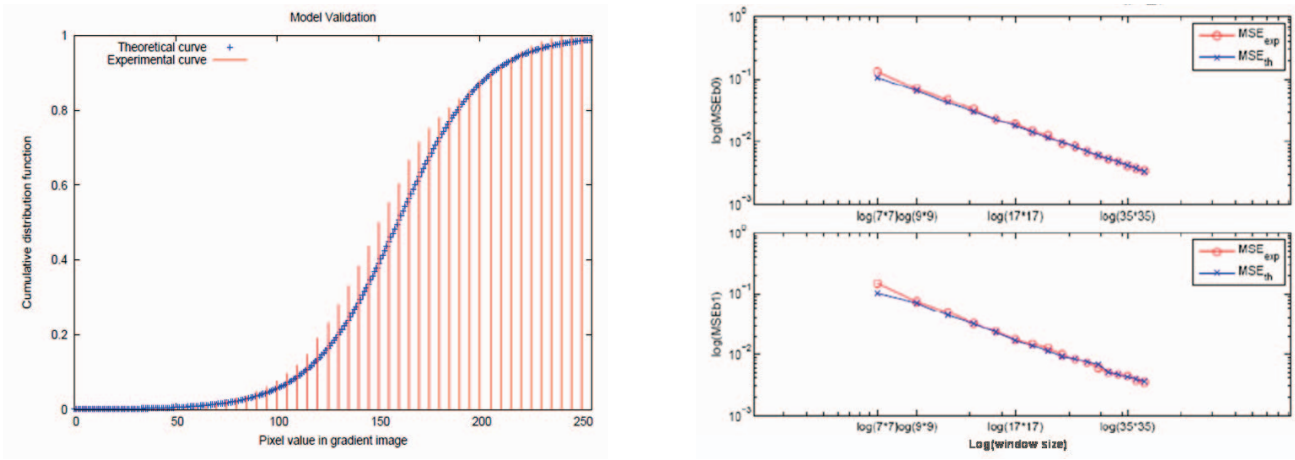 Model Validation
Theoretical curve
Experimental curve
Cumulative distribution function
1
0.8
0.6
0.4
0.2
0
0 50 100 150 200 250
Pixel value in gradient image
log(MSEb0)
10^0
10^-1
10^-2
10^-3
MSE_exp
MSE_th
log(7*7) log(9*9) log(17*17) log(35*35)
log(MSEb1)
10^0
10^-1
10^-2
10^-3
MSE_exp
MSE_th
log(7*7) log(9*9) log(17*17) log(35*35)
Log(window size)